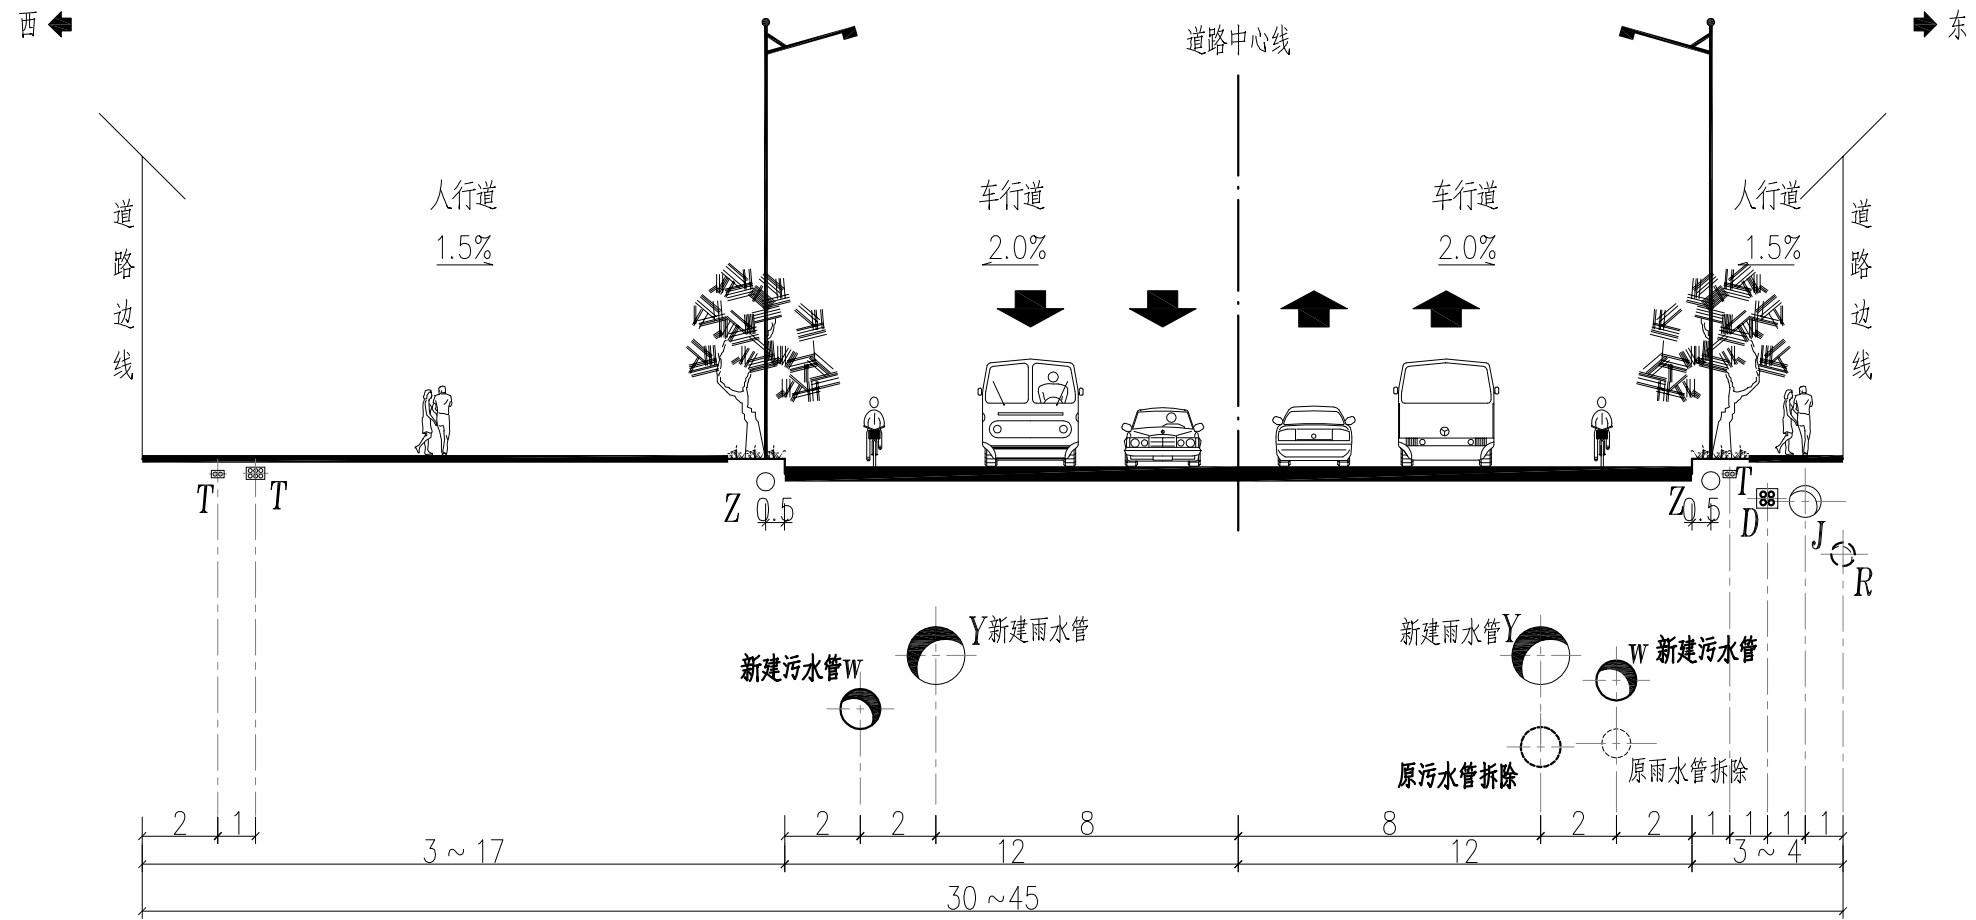 西
东
道路中心线
道路边线
人行道
1.5%
车行道
2.0%
车行道
2.0%
人行道
1.5%
道路边线
T
T
Z
0.5
Z
0.5
T
D
J
R
Y新建雨水管
新建污水管W
新建雨水管Y
W 新建污水管
原污水管拆除
原雨水管拆除
2 1 2 2 8 8 2 2 1 1 1 1
3~17 12 12 3~4
30~45